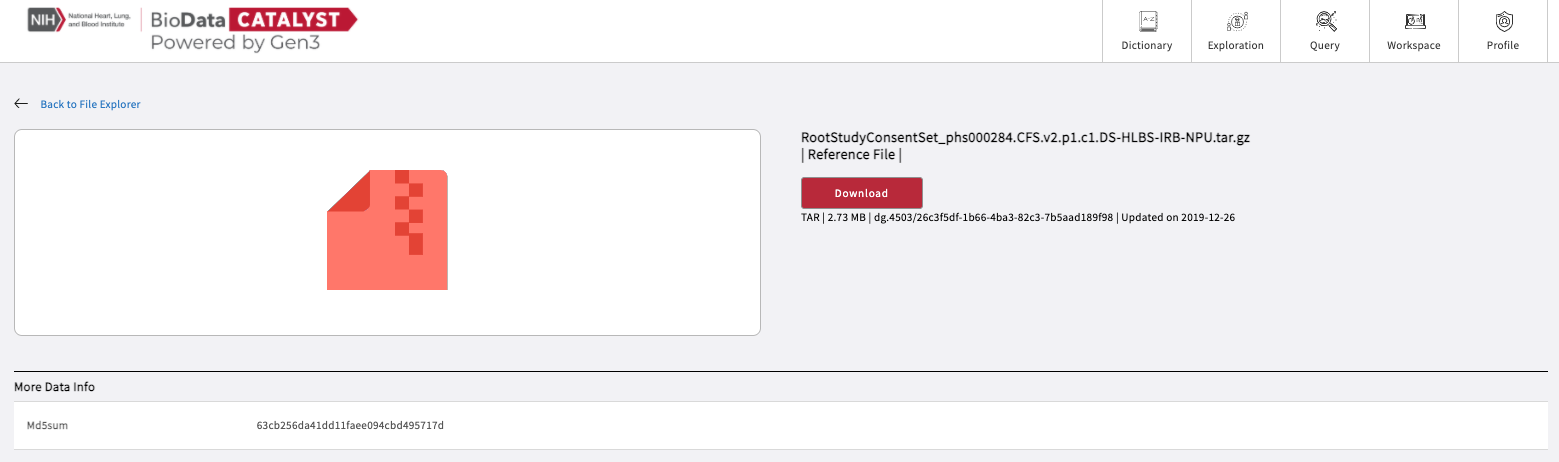 NIH National Heart, Lung,
and Blood Institute
BioData CATALYST
Powered by Gen3
Dictionary
Exploration
Query
Workspace
Profile
Back to File Explorer
RootStudyConsentSet_phs000284.CFS.v2.p1.c1.DS-HLBS-IRB-NPU.tar.gz
| Reference File |
Download
TAR | 2.73 MB | dg.4503/26c3f5df-1b66-4ba3-82c3-7b5aad189f98 | Updated on 2019-12-26
More Data Info
Md5sum 63cb256da41dd11faee094cbd495717d